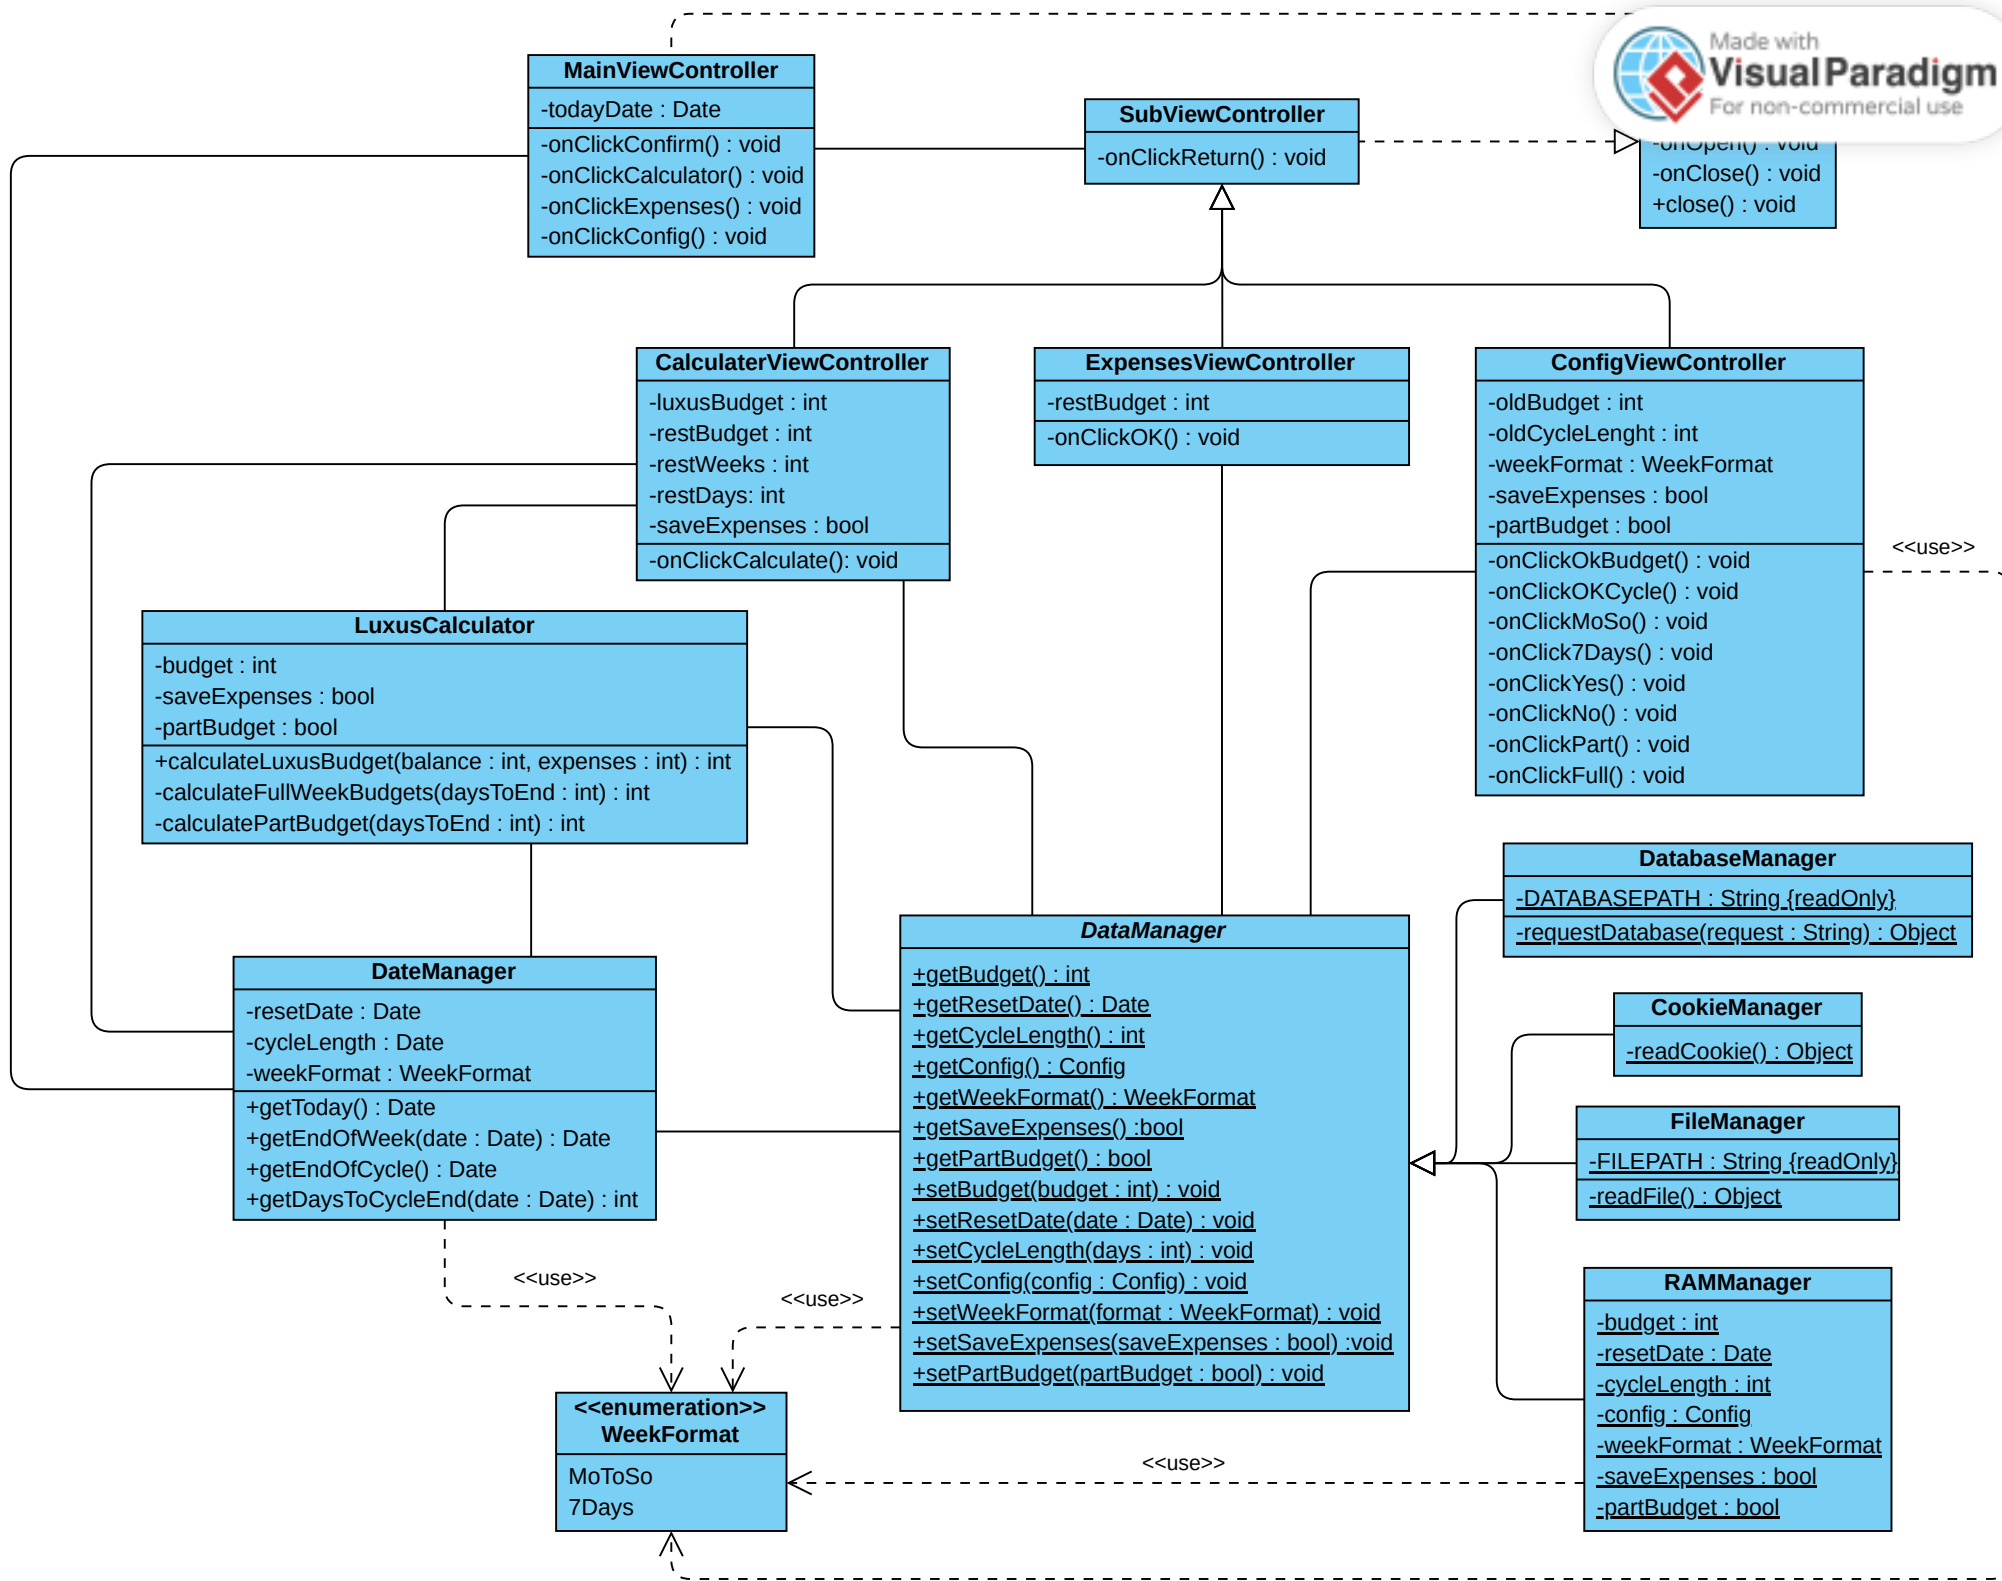 Made with
Visual Paradigm
For non-commercial use
MainViewController
-todayDate : Date
-onClickConfirm() : void
-onClickCalculator() : void
-onClickExpenses() : void
-onClickConfig() : void
SubViewController
-onClickReturn() : void
-onOpen() : void
-onClose() : void
+close() : void
CalculaterViewController
-luxusBudget : int
-restBudget : int
-restWeeks : int
-restDays: int
-saveExpenses : bool
-onClickCalculate(): void
ExpensesViewController
-restBudget : int
-onClickOK() : void
ConfigViewController
-oldBudget : int
-oldCycleLenght : int
-weekFormat : WeekFormat
-saveExpenses : bool
-partBudget : bool
-onClickOkBudget() : void
-onClickOKCycle() : void
-onClickMoSo() : void
-onClick7Days() : void
-onClickYes() : void
-onClickNo() : void
-onClickPart() : void
-onClickFull() : void
<<use>>
LuxusCalculator
-budget : int
-saveExpenses : bool
-partBudget : bool
+calculateLuxusBudget(balance : int, expenses : int) : int
-calculateFullWeekBudgets(daysToEnd : int) : int
-calculatePartBudget(daysToEnd : int) : int
DatabaseManager
-DATABASEPATH : String {readOnly}
-requestDatabase(request : String) : Object
DateManager
-resetDate : Date
-cycleLength : Date
-weekFormat : WeekFormat
+getToday() : Date
+getEndOfWeek(date : Date) : Date
+getEndOfCycle() : Date
+getDaysToCycleEnd(date : Date) : int
DataManager
+getBudget() : int
+getResetDate() : Date
+getCycleLength() : int
+getConfig() : Config
+getWeekFormat() : WeekFormat
+getSaveExpenses() :bool
+getPartBudget() : bool
+setBudget(budget : int) : void
+setResetDate(date : Date) : void
+setCycleLength(days : int) : void
+setConfig(config : Config) : void
+setWeekFormat(format : WeekFormat) : void
+setSaveExpenses(saveExpenses : bool) :void
+setPartBudget(partBudget : bool) : void
CookieManager
-readCookie() : Object
FileManager
-FILEPATH : String {readOnly}
-readFile() : Object
RAMManager
-budget : int
-resetDate : Date
-cycleLength : int
-config : Config
-weekFormat : WeekFormat
-saveExpenses : bool
-partBudget : bool
<<use>>
<<use>>
<<use>>
<<enumeration>>
WeekFormat
MoToSo
7Days